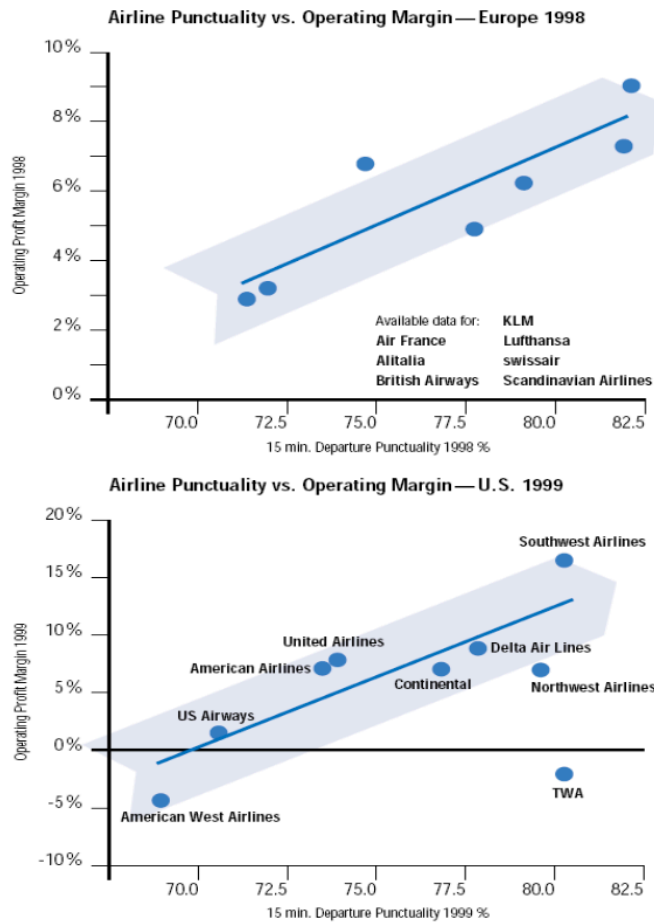 Airline Punctuality vs. Operating Margin — Europe 1998
10%
8%
6%
4%
2%
0%
Operating Profit Margin 1998
Available data for: KLM
Air France Lufthansa
Alitalia swissair
British Airways Scandinavian Airlines
70.0 72.5 75.0 77.5 80.0 82.5
15 min. Departure Punctuality 1998 %
Airline Punctuality vs. Operating Margin — U.S. 1999
20%
15%
10%
5%
0%
-5%
-10%
Operating Profit Margin 1999
Southwest Airlines
United Airlines
Delta Air Lines
American Airlines
Continental
Northwest Airlines
US Airways
TWA
American West Airlines
70.0 72.5 75.0 77.5 80.0 82.5
15 min. Departure Punctuality 1999 %